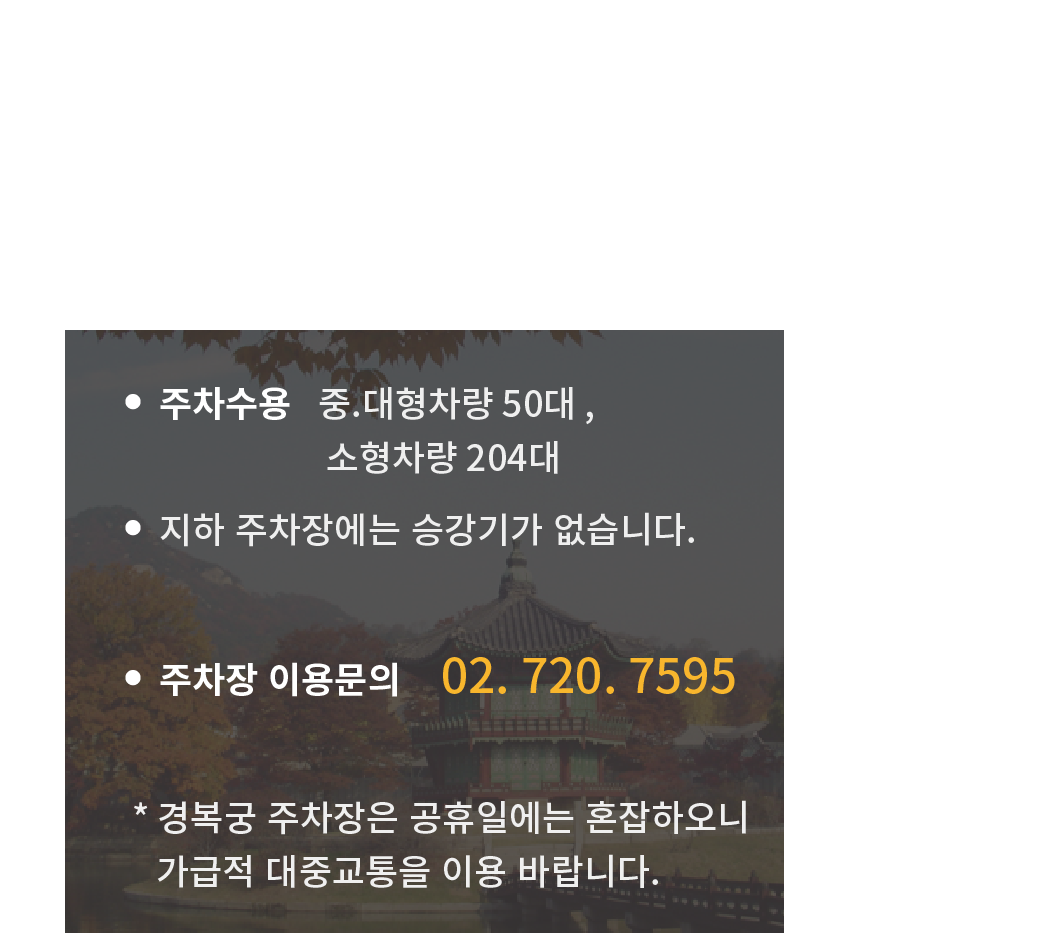 ● 주차수용 중.대형차량 50대 ,
소형차량 204대
● 지하 주차장에는 승강기가 없습니다.
● 주차장 이용문의 02. 720. 7595
* 경복궁 주차장은 공휴일에는 혼잡하오니
가급적 대중교통을 이용 바랍니다.